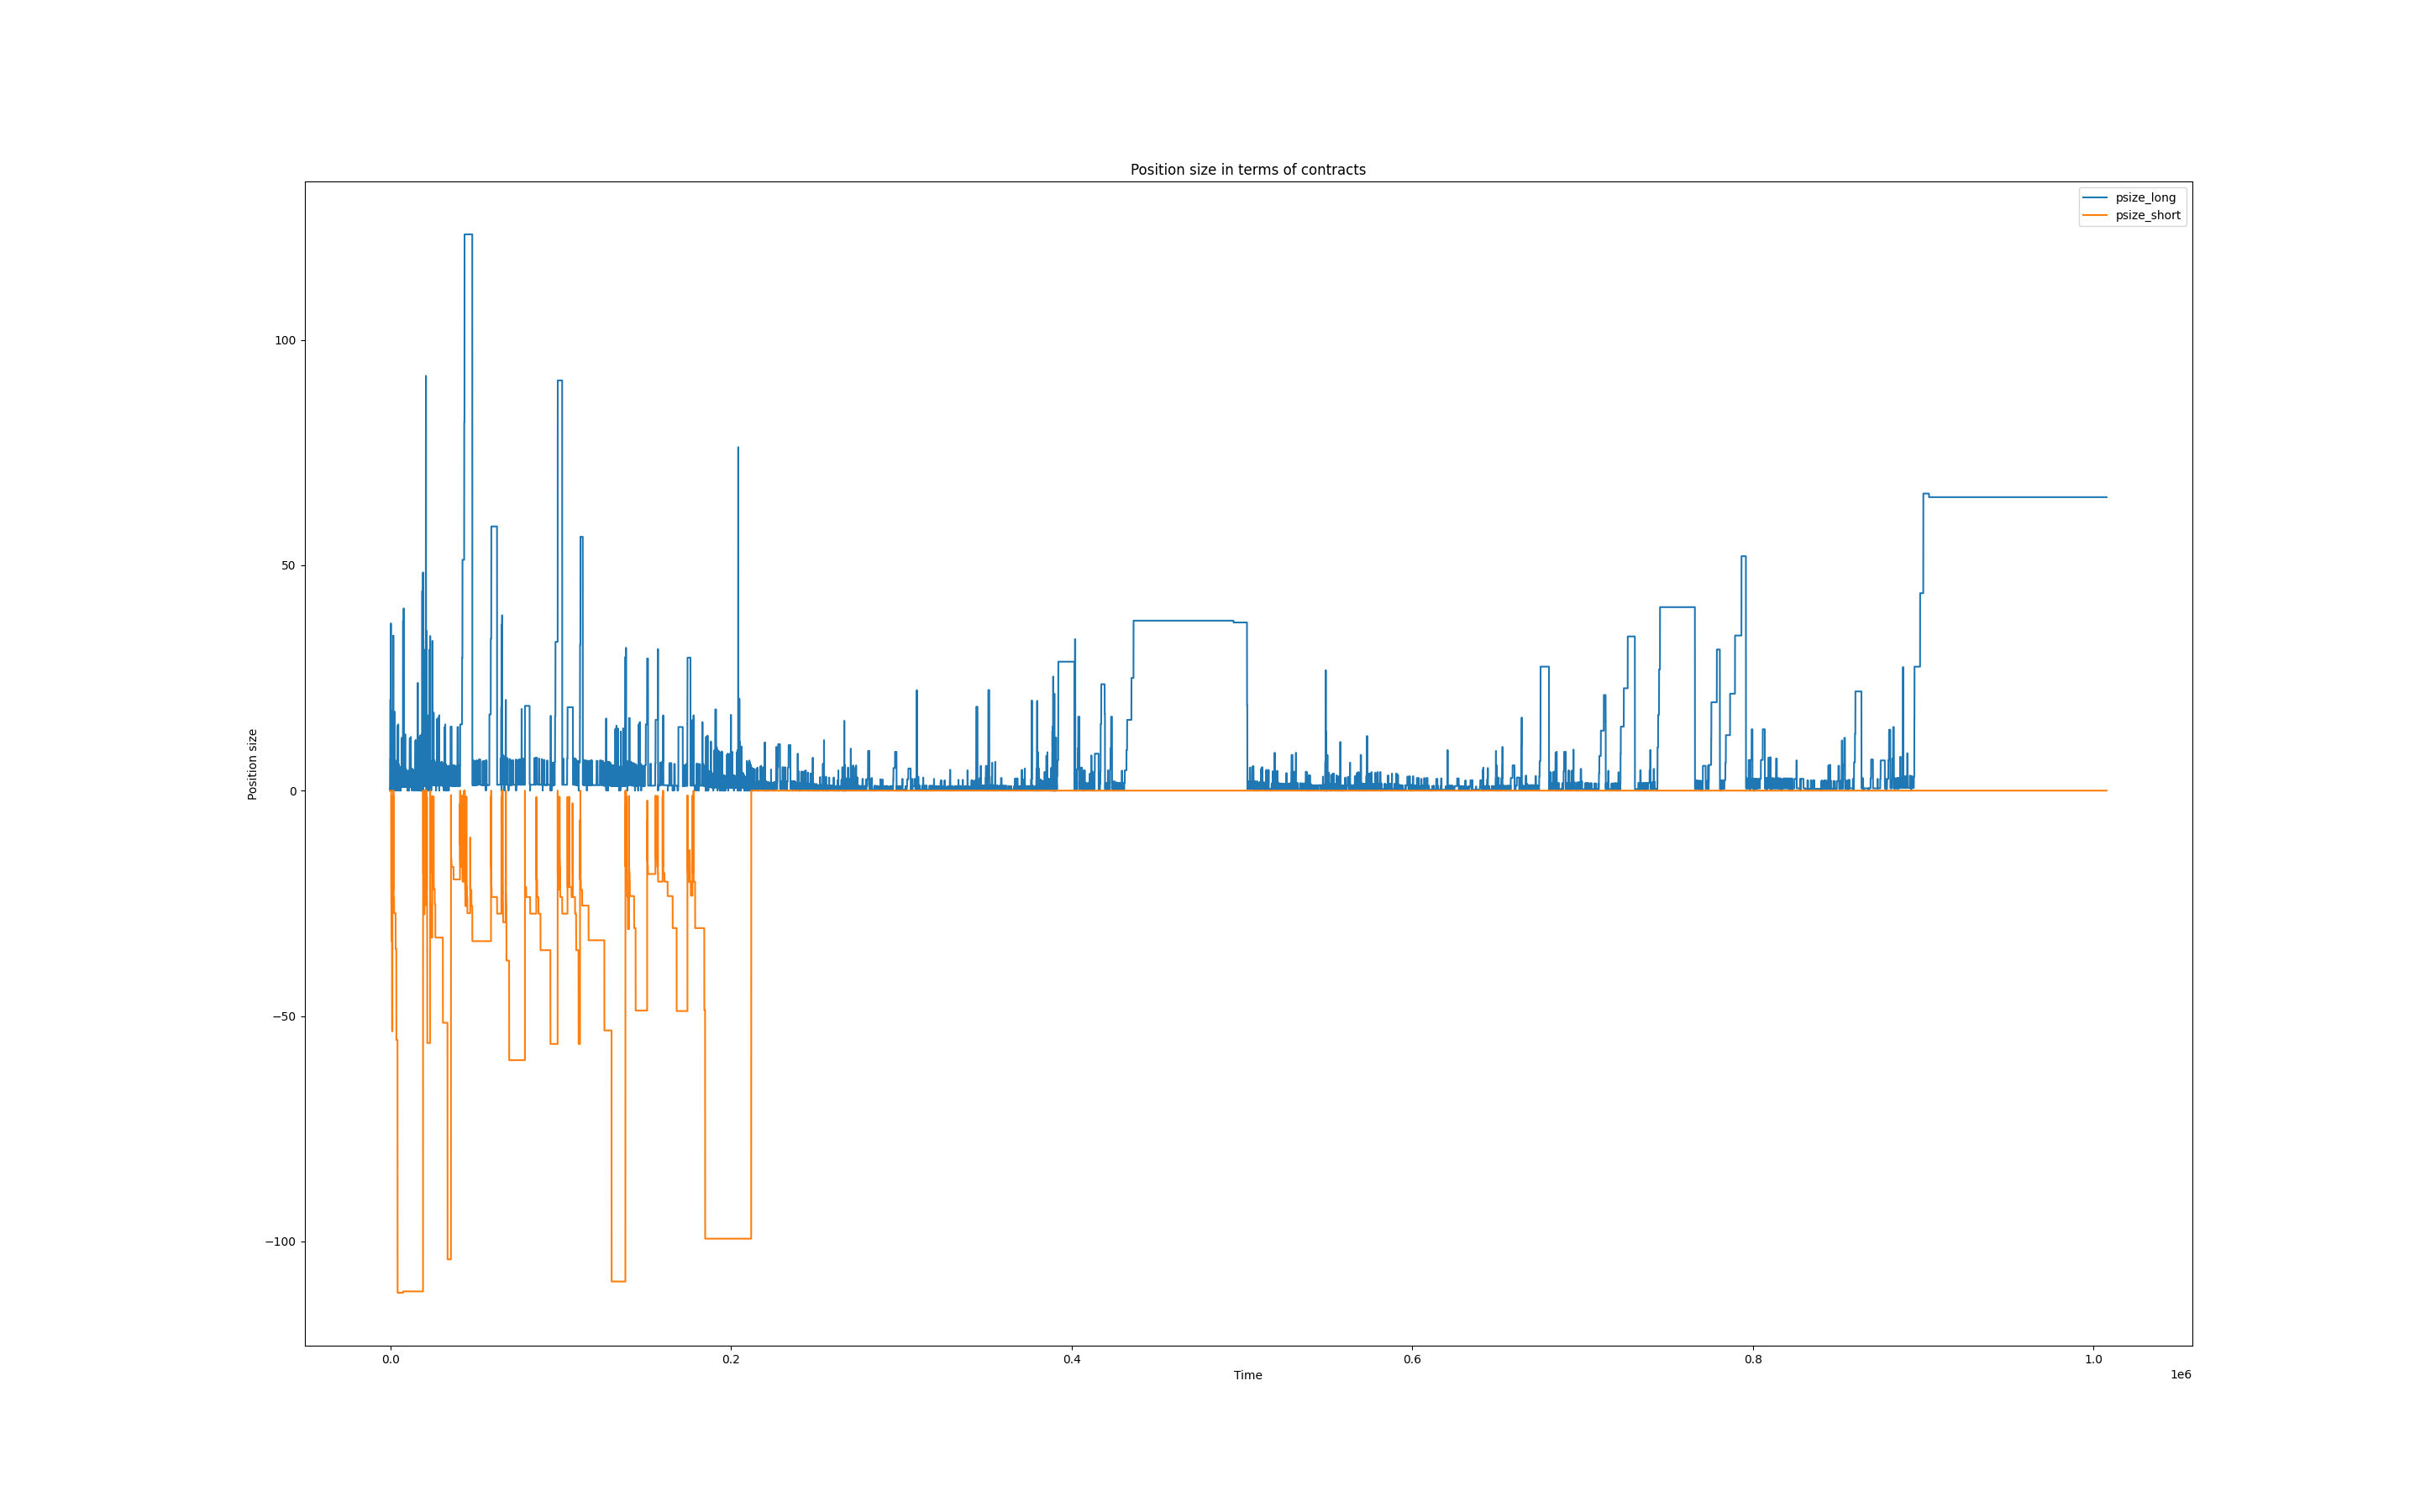 Position size in terms of contracts
psize_long
psize_short
Position size
100
50
0
−50
−100
0.0
0.2
0.4
0.6
0.8
1.0
1e6
Time